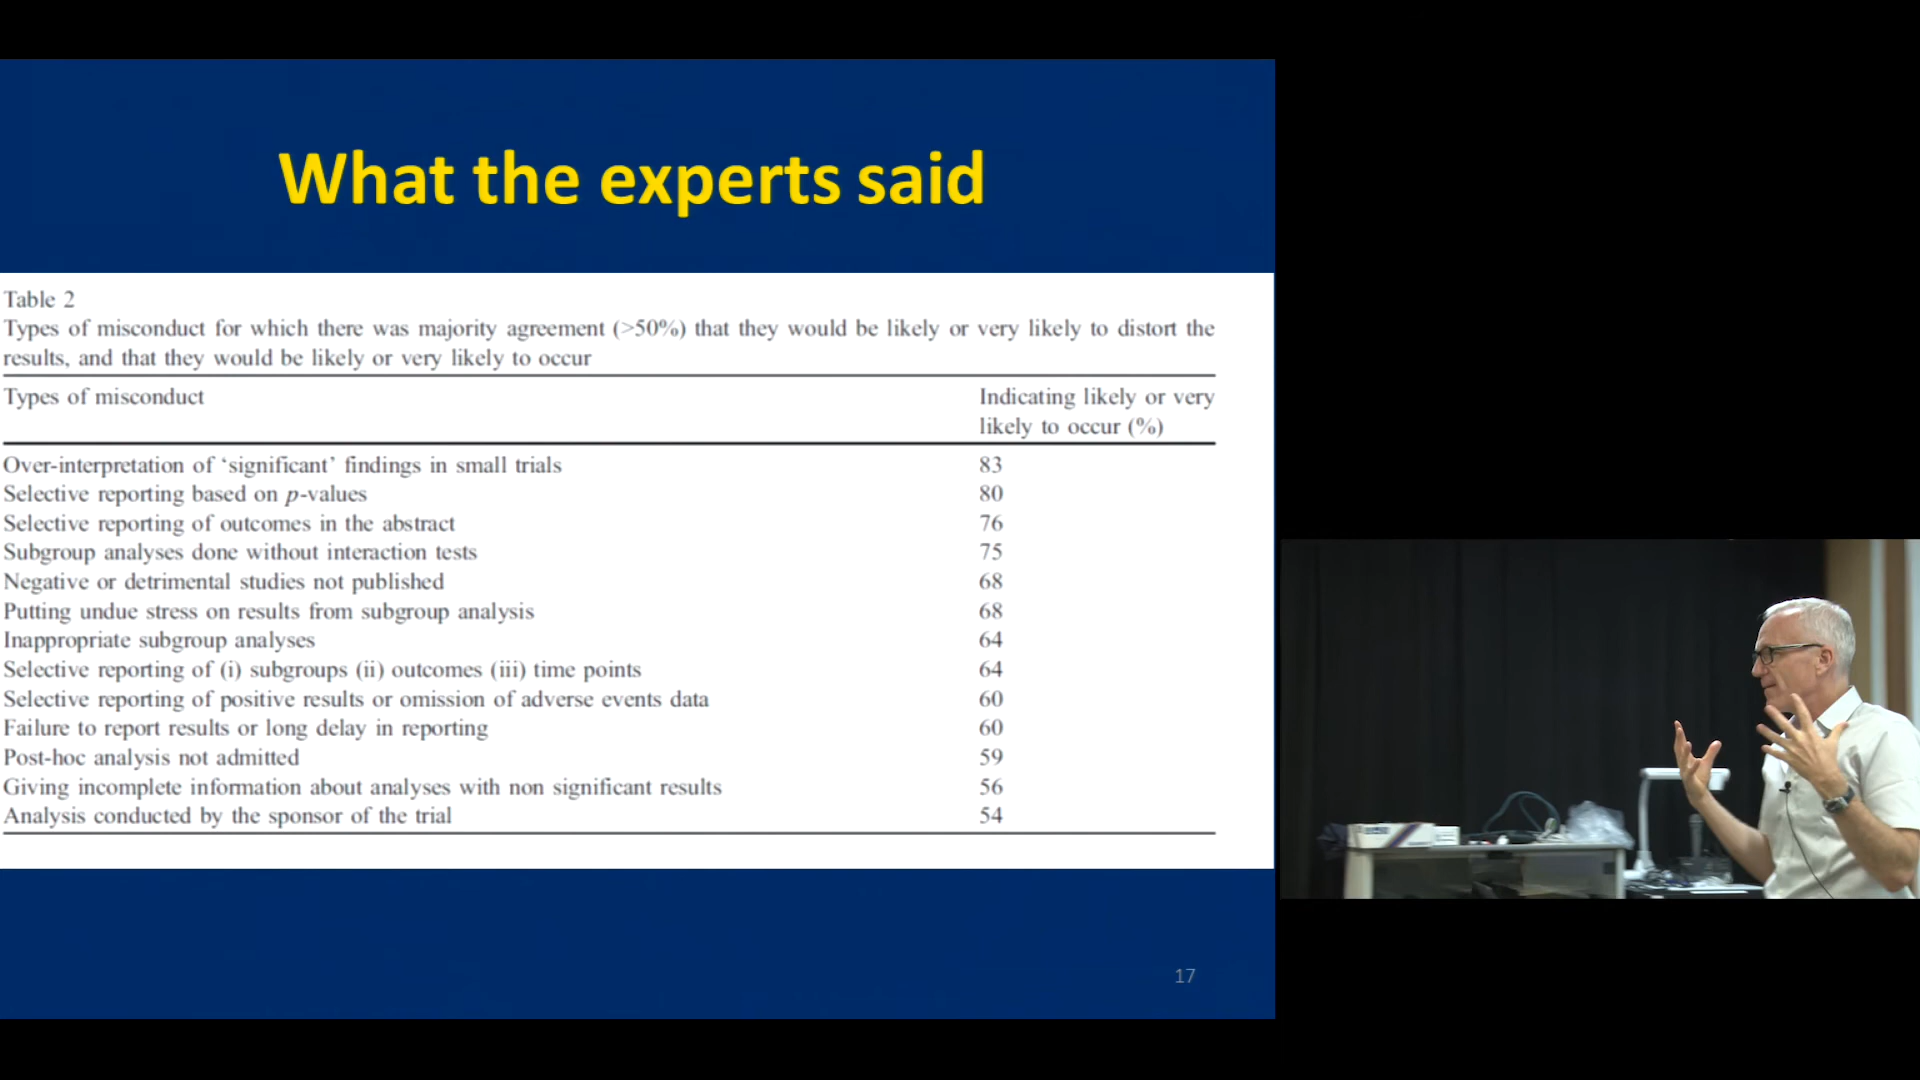 What the experts said
Table 2
Types of misconduct for which there was majority agreement (>50%) that they would be likely or very likely to distort the
results, and that they would be likely or very likely to occur
Types of misconduct Indicating likely or very
likely to occur (%)
Over-interpretation of ‘significant’ findings in small trials 83
Selective reporting based on p-values 80
Selective reporting of outcomes in the abstract 76
Subgroup analyses done without interaction tests 75
Negative or detrimental studies not published 68
Putting undue stress on results from subgroup analysis 68
Inappropriate subgroup analyses 64
Selective reporting of (i) subgroups (ii) outcomes (iii) time points 64
Selective reporting of positive results or omission of adverse events data 60
Failure to report results or long delay in reporting 60
Post-hoc analysis not admitted 59
Giving incomplete information about analyses with non significant results 56
Analysis conducted by the sponsor of the trial 54
17